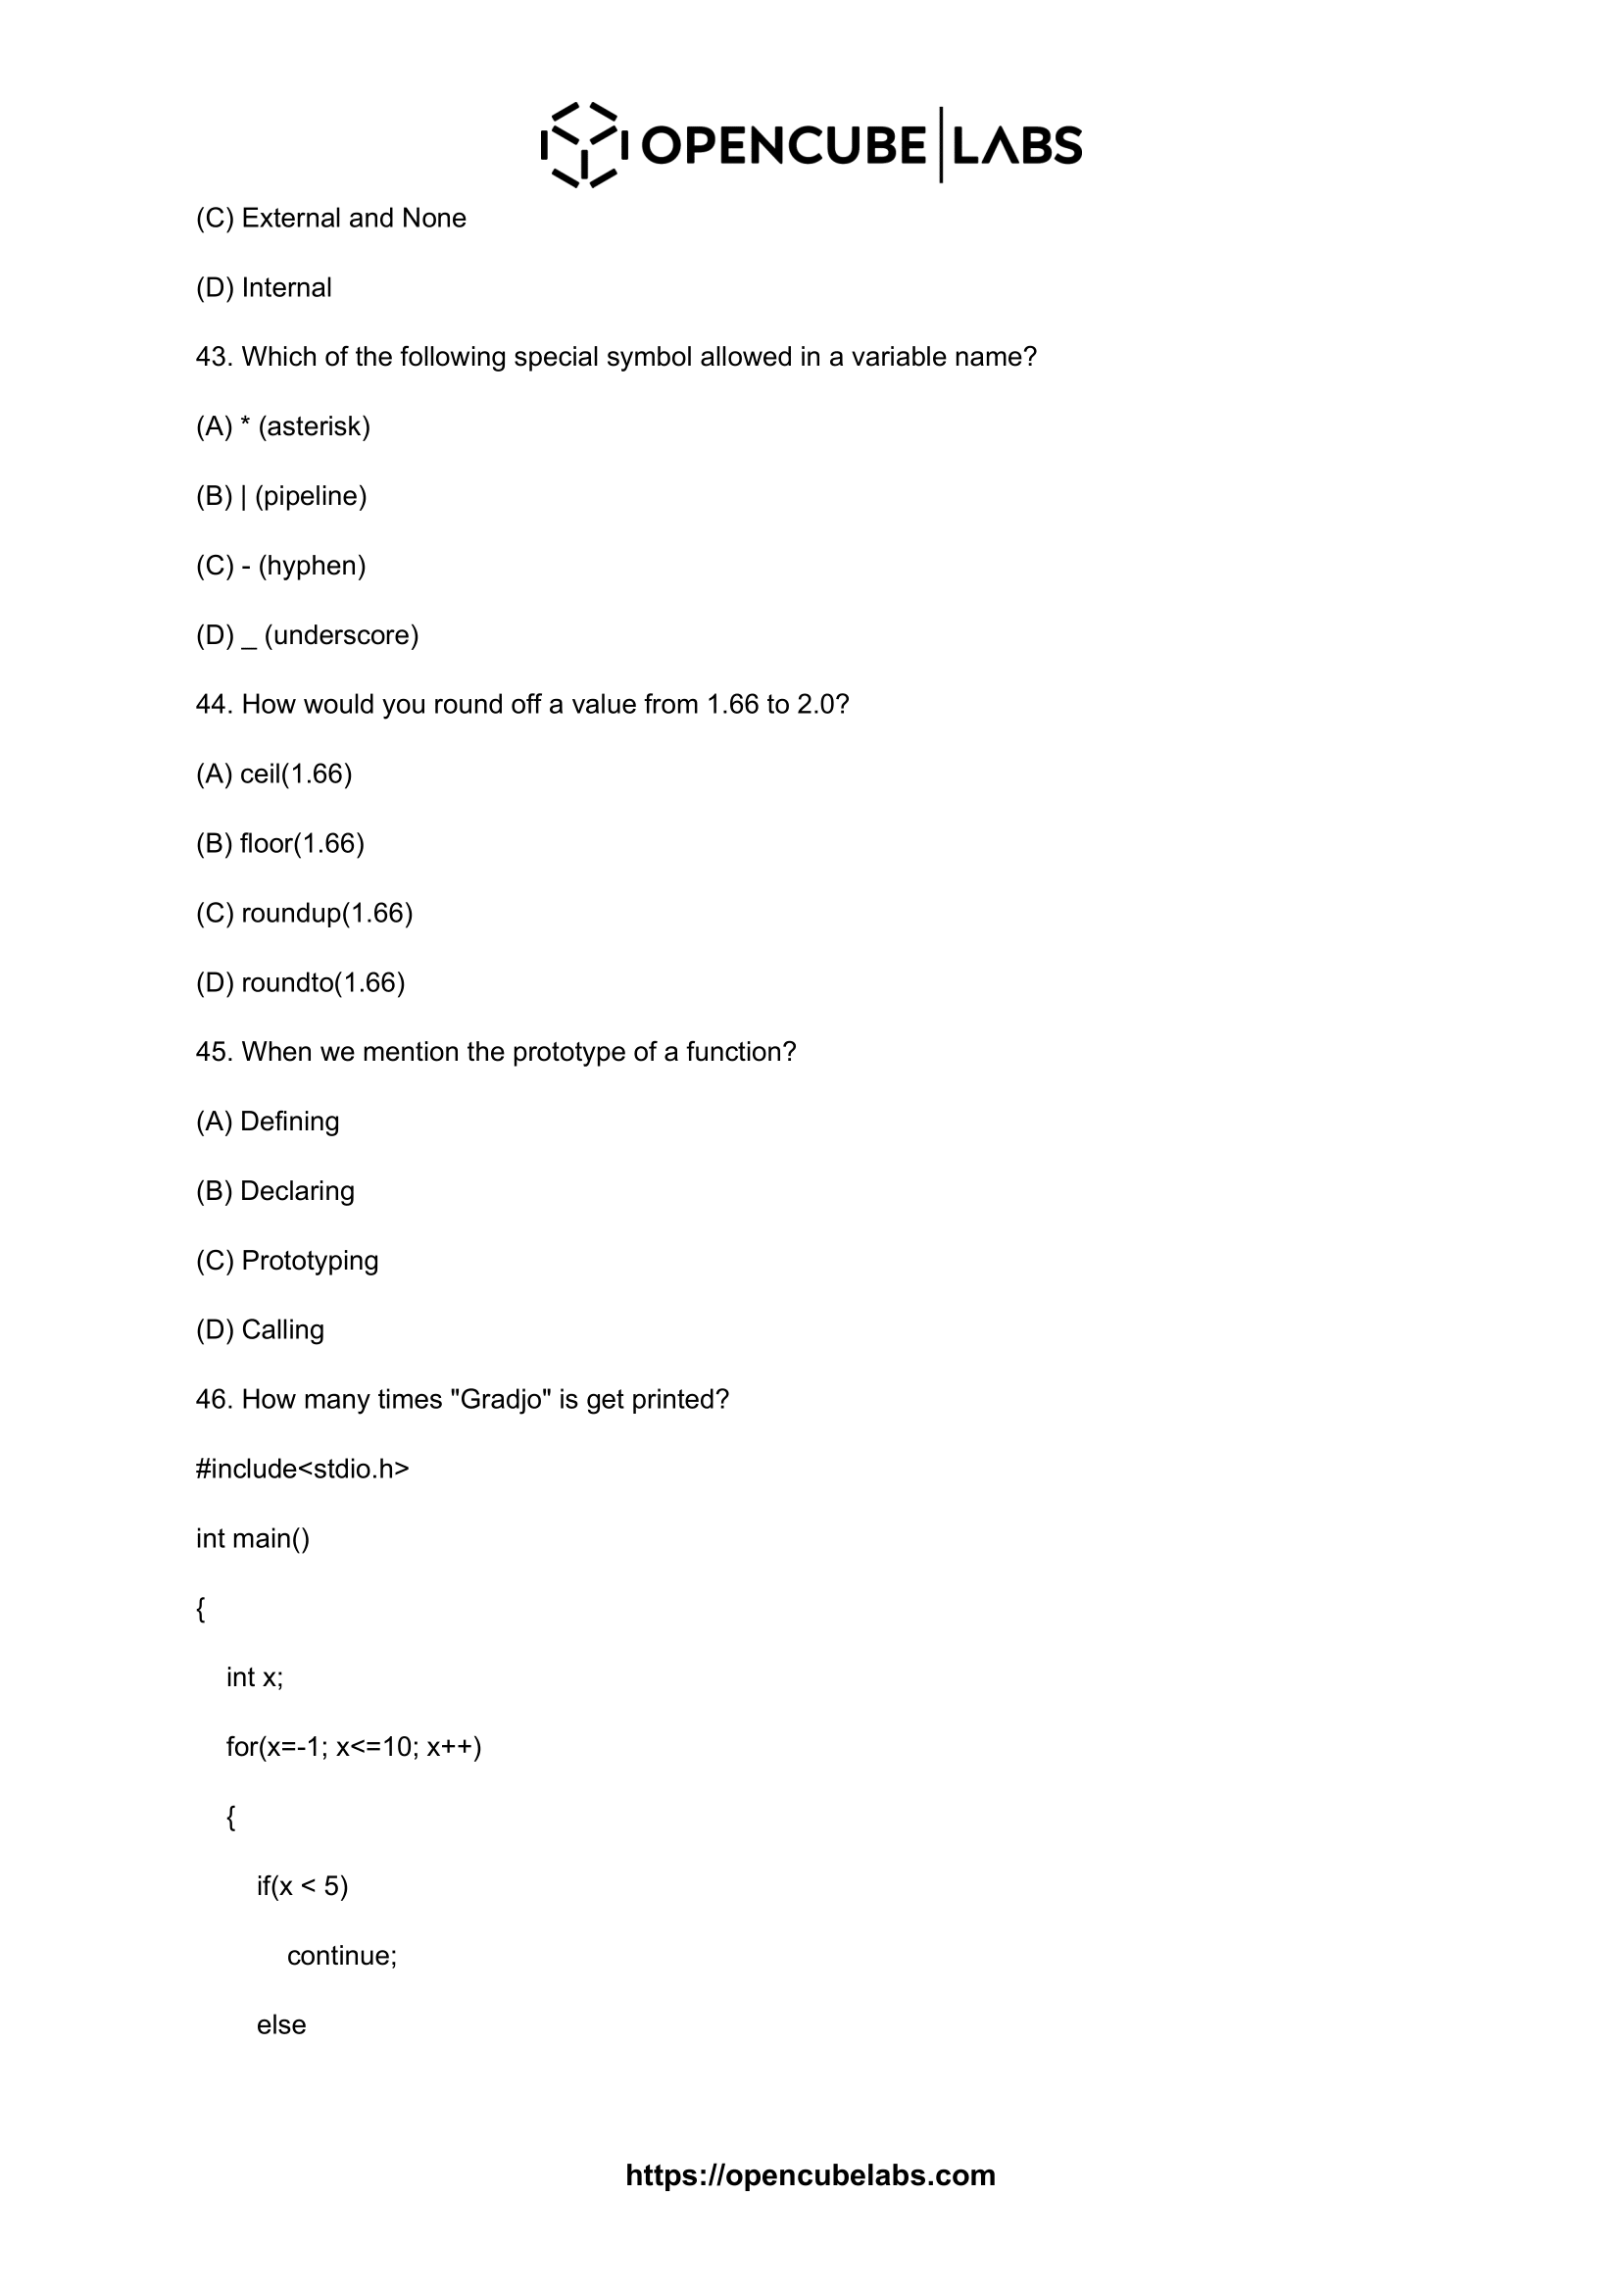 OPENCUBE|LABS
(C) External and None
(D) Internal
43. Which of the following special symbol allowed in a variable name?
(A) * (asterisk)
(B) | (pipeline)
(C) - (hyphen)
(D) _ (underscore)
44. How would you round off a value from 1.66 to 2.0?
(A) ceil(1.66)
(B) floor(1.66)
(C) roundup(1.66)
(D) roundto(1.66)
45. When we mention the prototype of a function?
(A) Defining
(B) Declaring
(C) Prototyping
(D) Calling
46. How many times "Gradjo" is get printed?
#include<stdio.h>
int main()
{
int x;
for(x=-1; x<=10; x++)
{
if(x < 5)
continue;
else
https://opencubelabs.com